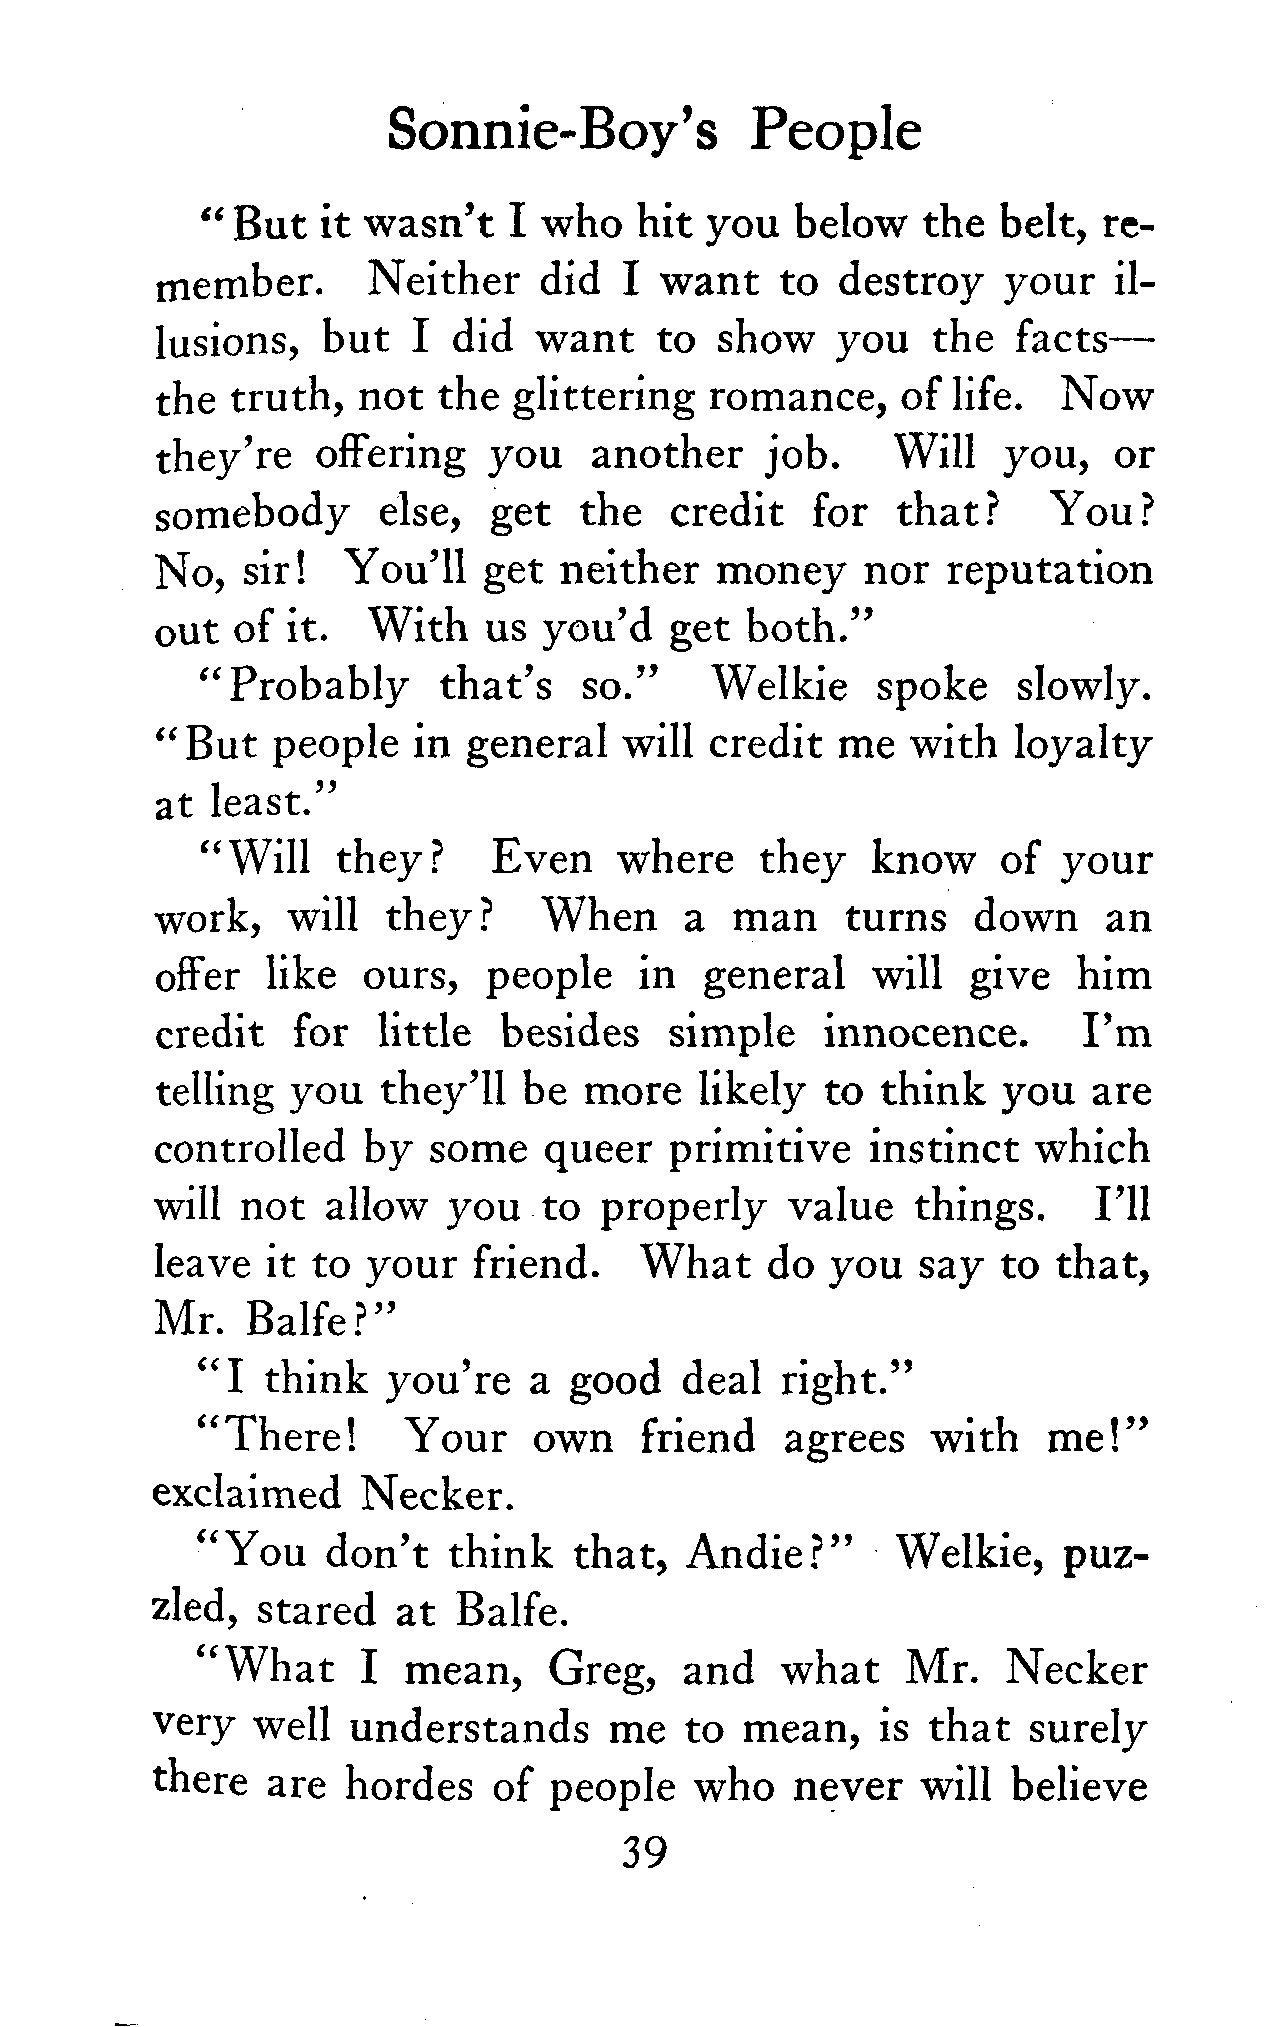 Sonnie-Boy's People
"But it wasn't I who hit you below the belt, re-
member. Neither did I want to destroy your il-
lusions, but I did want to show you the facts—
the truth, not the glittering romance, of life. Now
they're offering you another job. Will you, or
somebody else, get the credit for that? You?
No, sir! You'll get neither money nor reputation
out of it. With us you'd get both."
"Probably that's so." Welkie spoke slowly.
"But people in general will credit me with loyalty
at least."
"Will they? Even where they know of your
work, will they? When a man turns down an
offer like ours, people in general will give him
credit for little besides simple innocence. I'm
telling you they'll be more likely to think you are
controlled by some queer primitive instinct which
will not allow you to properly value things. I'll
leave it to your friend. What do you say to that,
Mr. Balfe?"
"I think you're a good deal right."
"There! Your own friend agrees with me!"
exclaimed Necker.
"You don't think that, Andie?" Welkie, puz-
zled, stared at Balfe.
"What I mean, Greg, and what Mr. Necker
very well understands me to mean, is that surely
there are hordes of people who never will believe
39